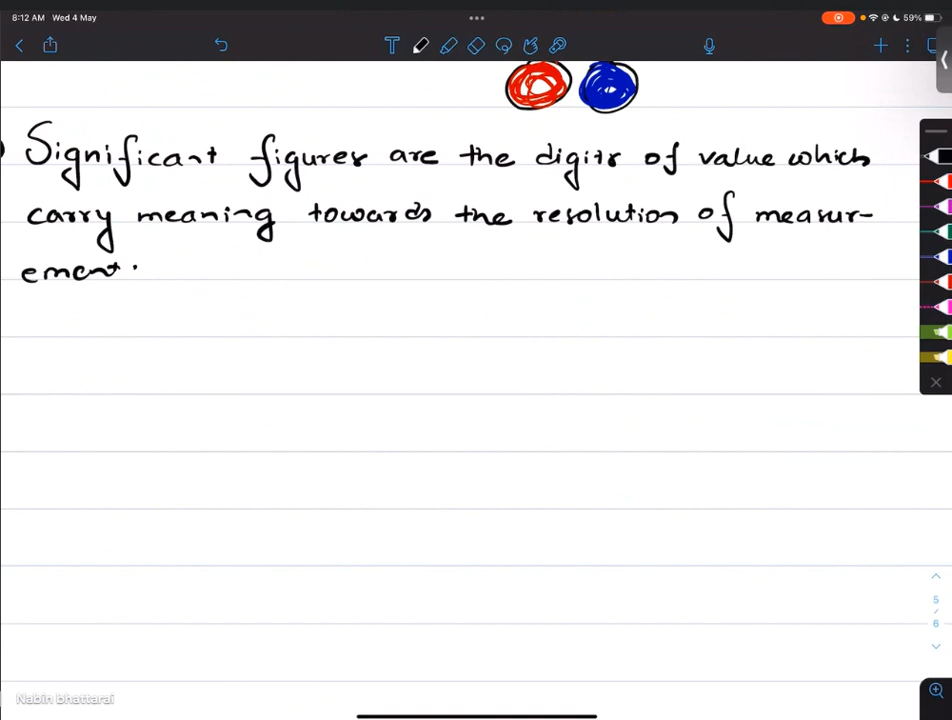 8:12 AM Wed 4 May
59%
T
Significant figures are the digits of value which
carry meaning towards the resolution of measur-
ement.
5
6
Nabin bhattarai